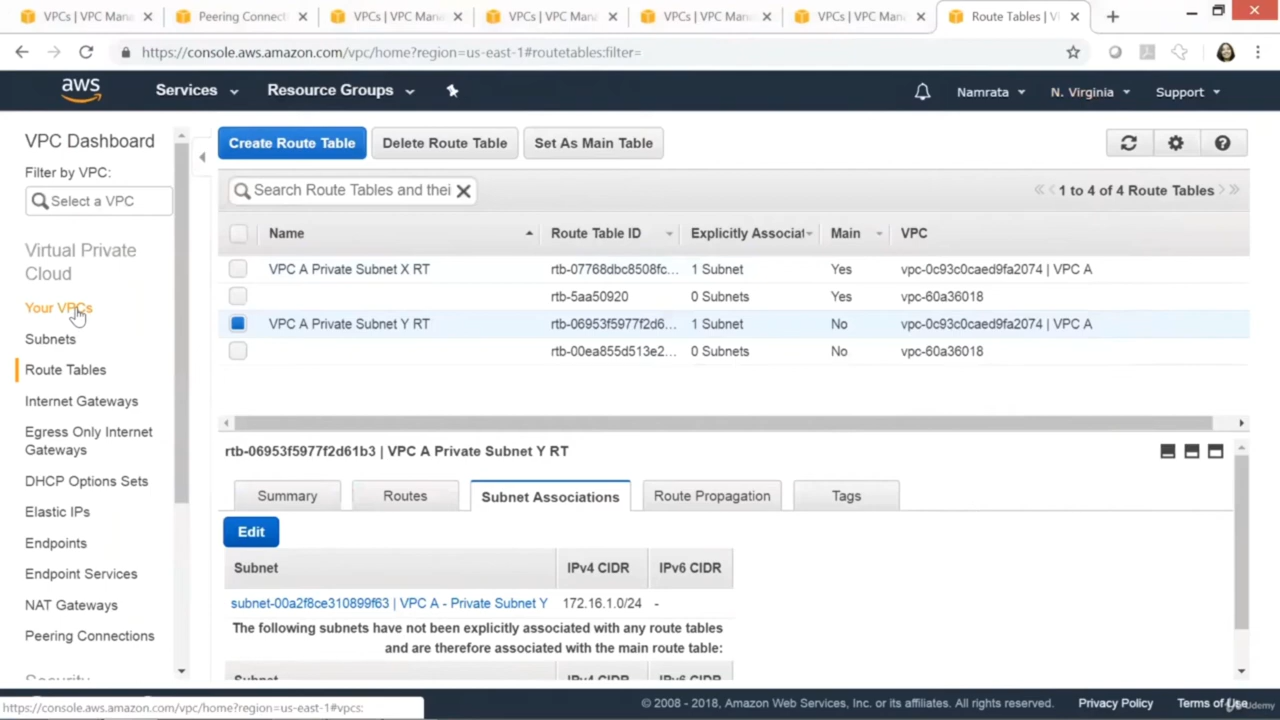 VPCs | VPC Mana
Peering Connecti
VPCs | VPC Mana
VPCs | VPC Mana
VPCs | VPC Mana
VPCs | VPC Mana
Route Tables | V
https://console.aws.amazon.com/vpc/home?region=us-east-1#routetables:filter=
aws
Services
Resource Groups
Namrata
N. Virginia
Support
VPC Dashboard
Filter by VPC:
Select a VPC
Virtual Private
Cloud
Your VPCs
Subnets
Route Tables
Internet Gateways
Egress Only Internet
Gateways
DHCP Options Sets
Elastic IPs
Endpoints
Endpoint Services
NAT Gateways
Peering Connections
Security
Create Route Table
Delete Route Table
Set As Main Table
Search Route Tables and thei
1 to 4 of 4 Route Tables
Name Route Table ID Explicitly Associat Main VPC
VPC A Private Subnet X RT rtb-07768dbc8508fc... 1 Subnet Yes vpc-0c93c0caed9fa2074 | VPC A
rtb-5aa50920 0 Subnets Yes vpc-60a36018
VPC A Private Subnet Y RT rtb-06953f5977f2d6... 1 Subnet No vpc-0c93c0caed9fa2074 | VPC A
rtb-00ea855d513e2... 0 Subnets No vpc-60a36018
rtb-06953f5977f2d61b3 | VPC A Private Subnet Y RT
Summary
Routes
Subnet Associations
Route Propagation
Tags
Edit
Subnet IPv4 CIDR IPv6 CIDR
subnet-00a2f8ce310899f63 | VPC A - Private Subnet Y 172.16.1.0/24 -
The following subnets have not been explicitly associated with any route tables
and are therefore associated with the main route table:
Subnet IPv4 CIDR IPv6 CIDR
https://console.aws.amazon.com/vpc/home?region=us-east-1#vpcs:
© 2008 - 2018, Amazon Web Services, Inc. or its affiliates. All rights reserved.
Privacy Policy
Terms of Use
Udemy